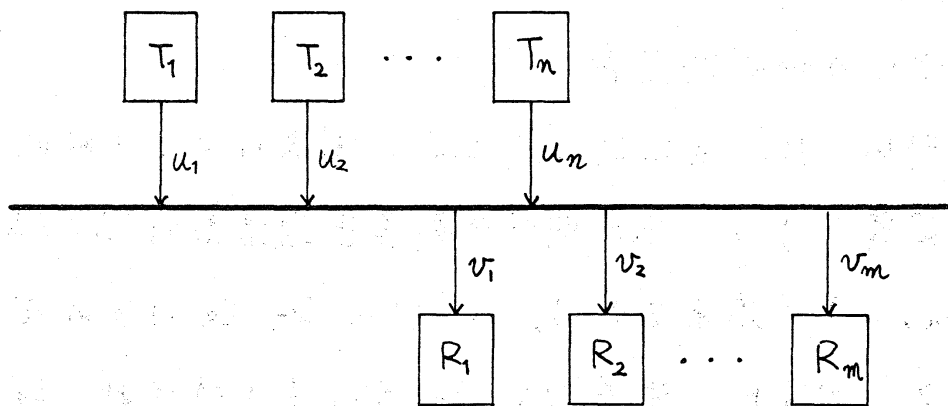 T₁ T₂ · · · Tₙ
u₁ u₂ uₙ
v₁ v₂ vₘ
R₁ R₂ · · · Rₘ